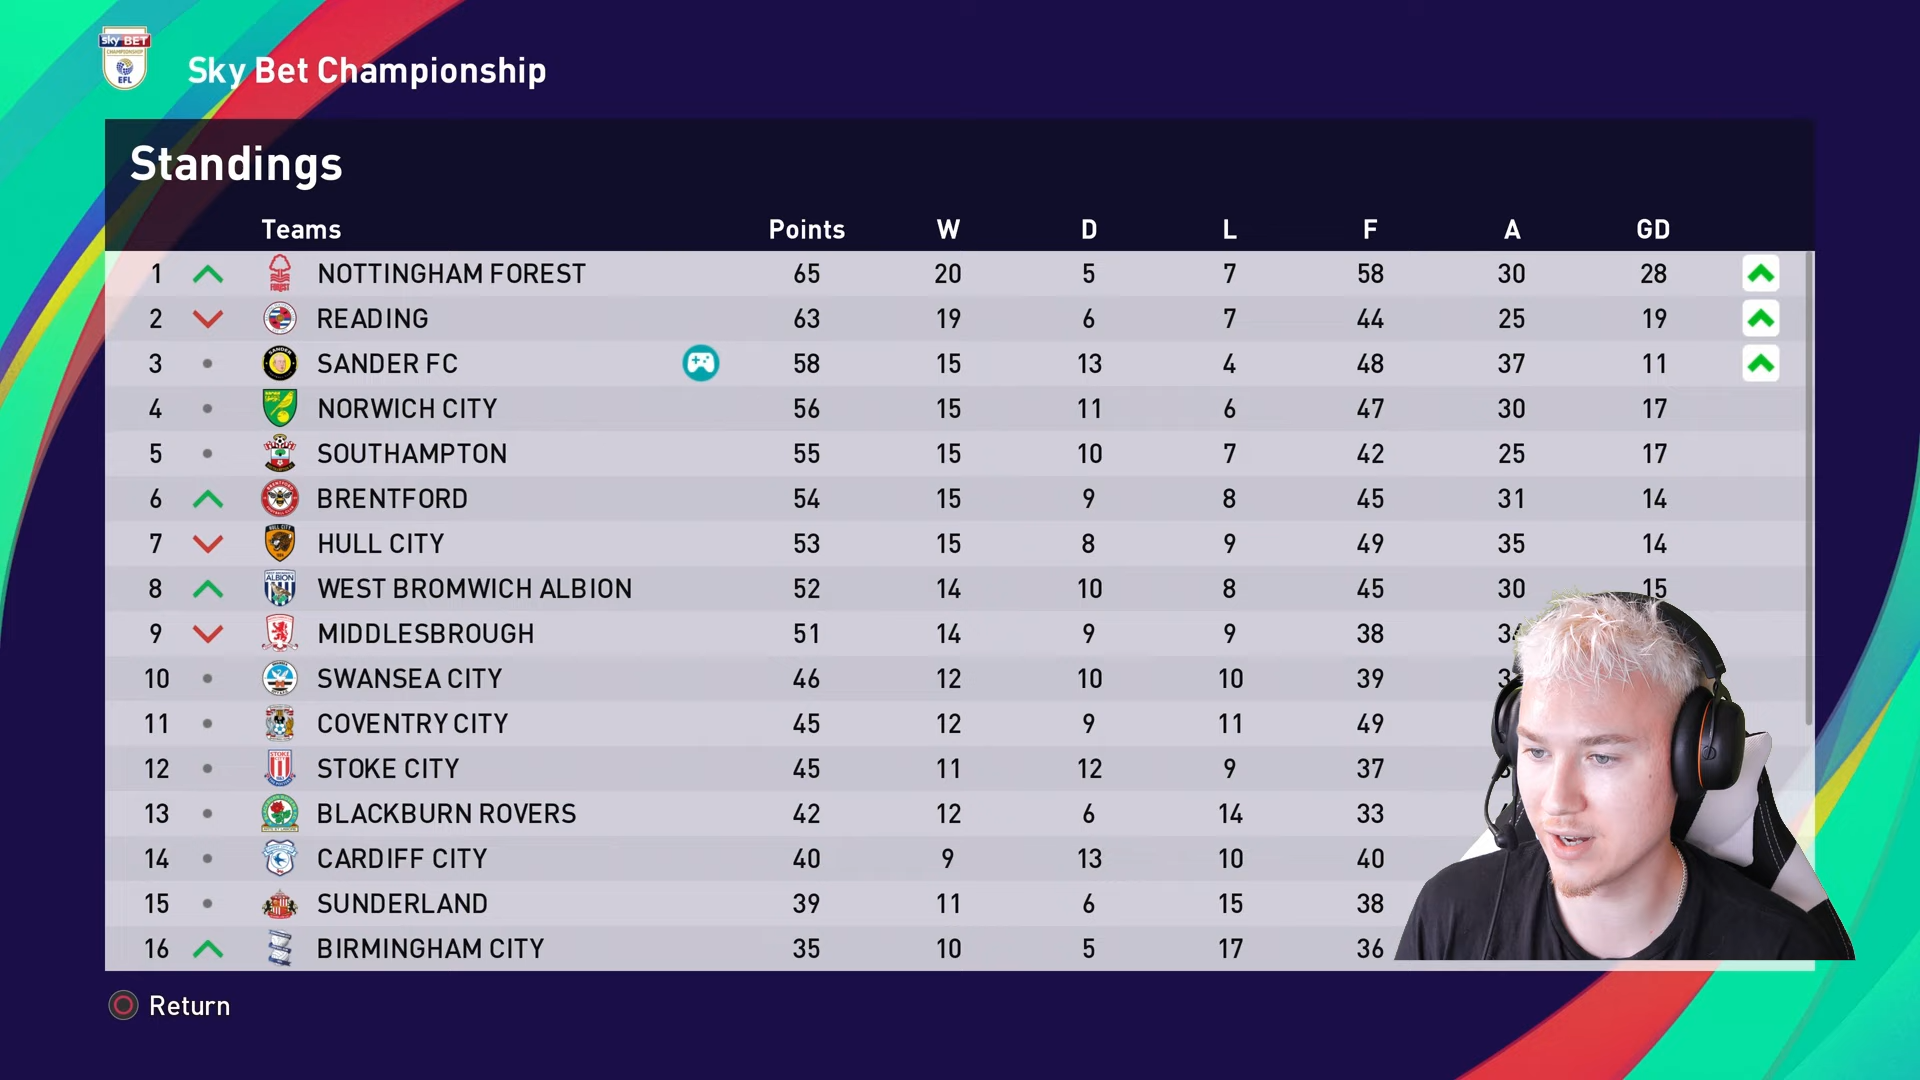 sky BET
CHAMPIONSHIP
EFL
Sky Bet Championship
Standings
Teams Points W D L F A GD
1 NOTTINGHAM FOREST 65 20 5 7 58 30 28
2 READING 63 19 6 7 44 25 19
3 SANDER FC 58 15 13 4 48 37 11
4 NORWICH CITY 56 15 11 6 47 30 17
5 SOUTHAMPTON 55 15 10 7 42 25 17
6 BRENTFORD 54 15 9 8 45 31 14
7 HULL CITY 53 15 8 9 49 35 14
8 WEST BROMWICH ALBION 52 14 10 8 45 30 15
9 MIDDLESBROUGH 51 14 9 9 38
10 SWANSEA CITY 46 12 10 10 39
11 COVENTRY CITY 45 12 9 11 49
12 STOKE CITY 45 11 12 9 37
13 BLACKBURN ROVERS 42 12 6 14 33
14 CARDIFF CITY 40 9 13 10 40
15 SUNDERLAND 39 11 6 15 38
16 BIRMINGHAM CITY 35 10 5 17 36
Return